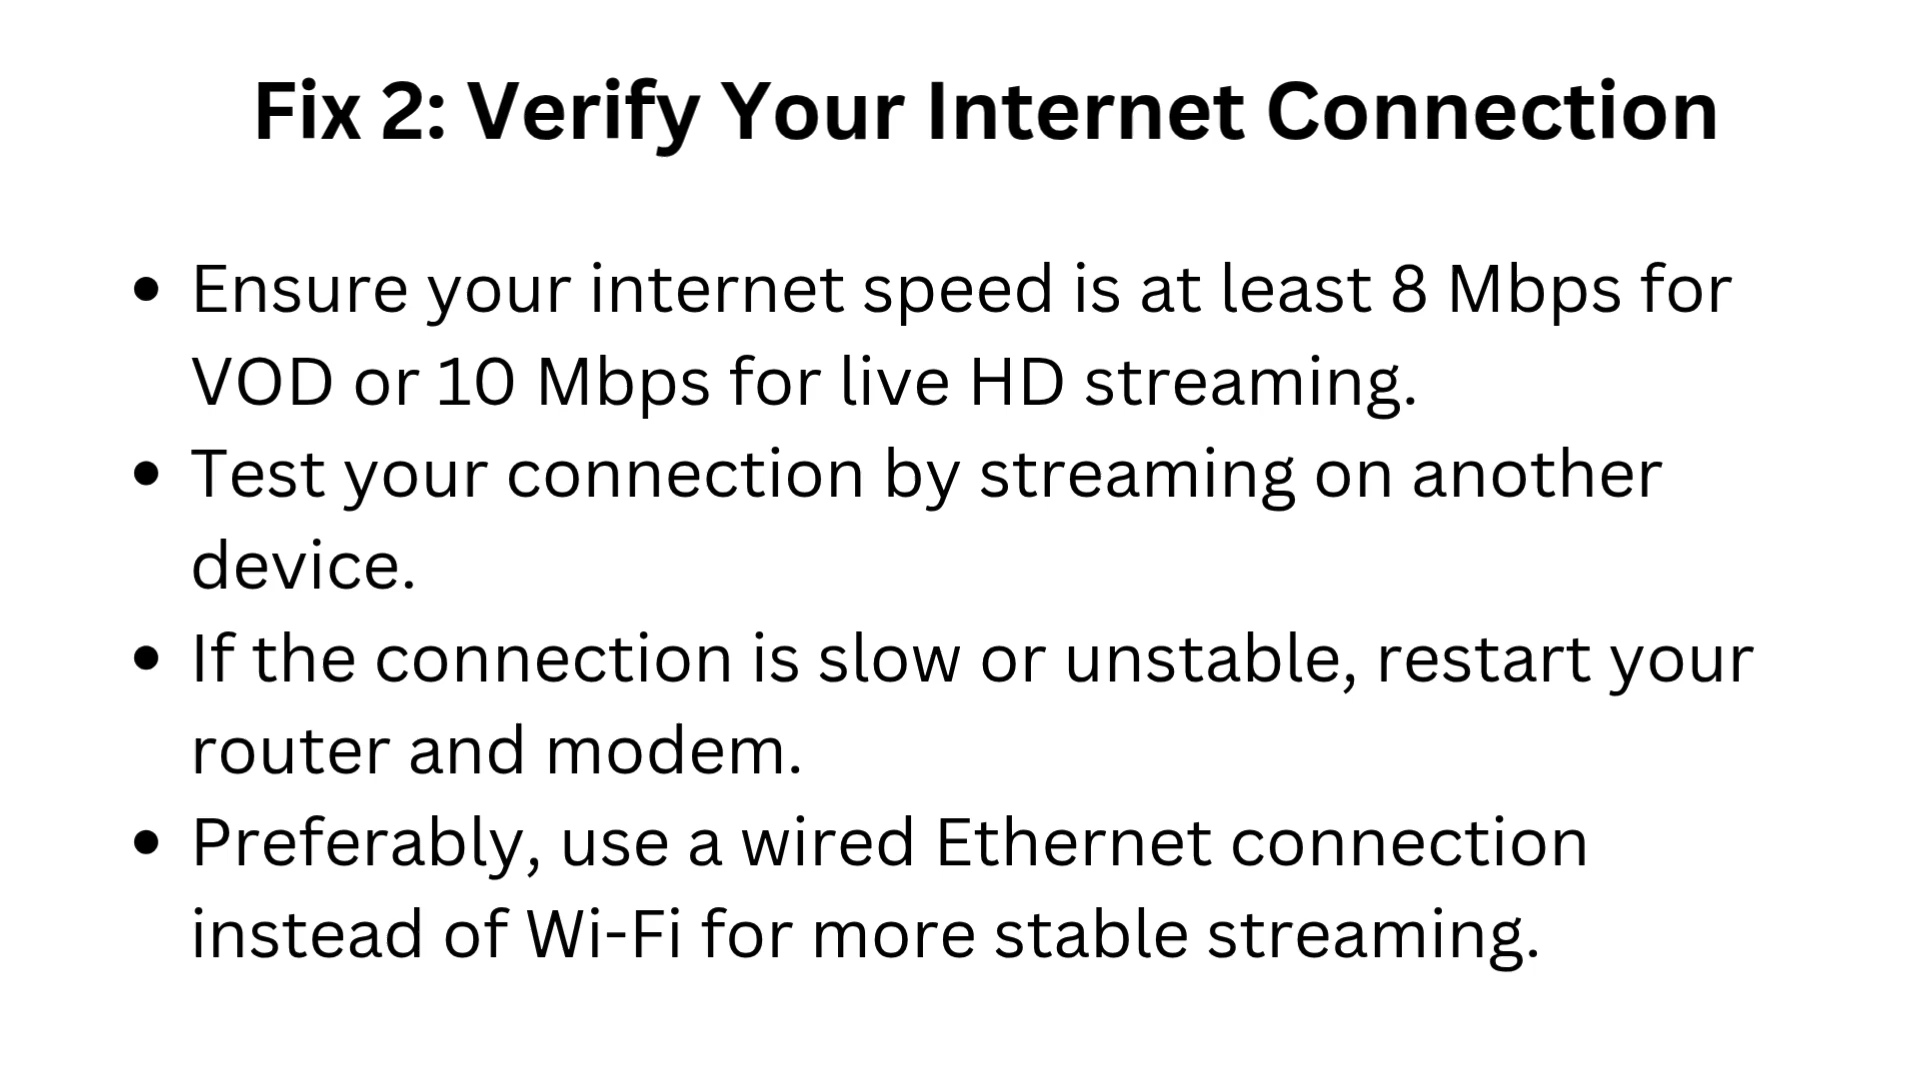 Fix 2: Verify Your Internet Connection
• Ensure your internet speed is at least 8 Mbps for
VOD or 10 Mbps for live HD streaming.
• Test your connection by streaming on another
device.
• If the connection is slow or unstable, restart your
router and modem.
• Preferably, use a wired Ethernet connection
instead of Wi-Fi for more stable streaming.